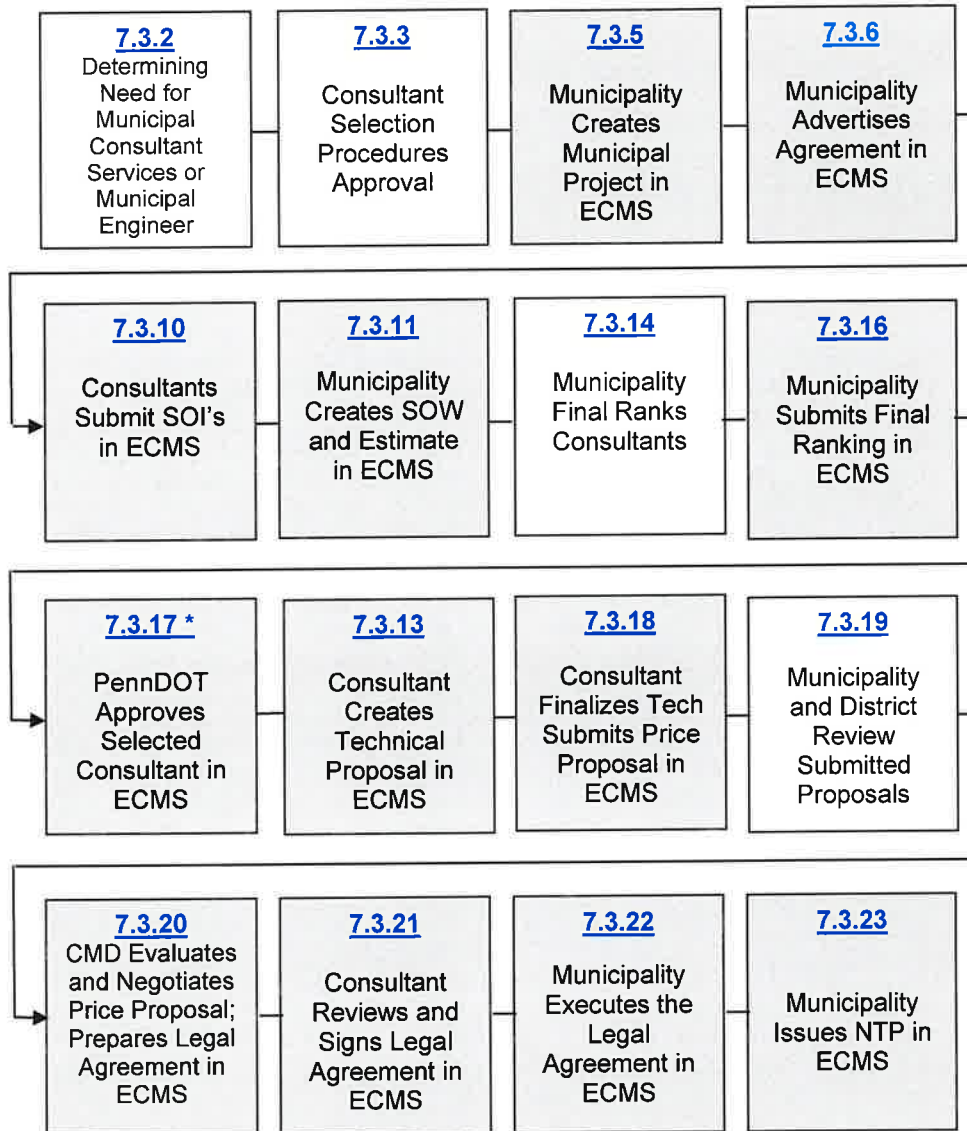 7.3.2
Determining
Need for
Municipal
Consultant
Services or
Municipal
Engineer
7.3.3
Consultant
Selection
Procedures
Approval
7.3.5
Municipality
Creates
Municipal
Project in
ECMS
7.3.6
Municipality
Advertises
Agreement in
ECMS
7.3.10
Consultants
Submit SOI's
in ECMS
7.3.11
Municipality
Creates SOW
and Estimate
in ECMS
7.3.14
Municipality
Final Ranks
Consultants
7.3.16
Municipality
Submits Final
Ranking in
ECMS
7.3.17 *
PennDOT
Approves
Selected
Consultant in
ECMS
7.3.13
Consultant
Creates
Technical
Proposal in
ECMS
7.3.18
Consultant
Finalizes Tech
Submits Price
Proposal in
ECMS
7.3.19
Municipality
and District
Review
Submitted
Proposals
7.3.20
CMD Evaluates
and Negotiates
Price Proposal;
Prepares Legal
Agreement in
ECMS
7.3.21
Consultant
Reviews and
Signs Legal
Agreement in
ECMS
7.3.22
Municipality
Executes the
Legal
Agreement in
ECMS
7.3.23
Municipality
Issues NTP in
ECMS